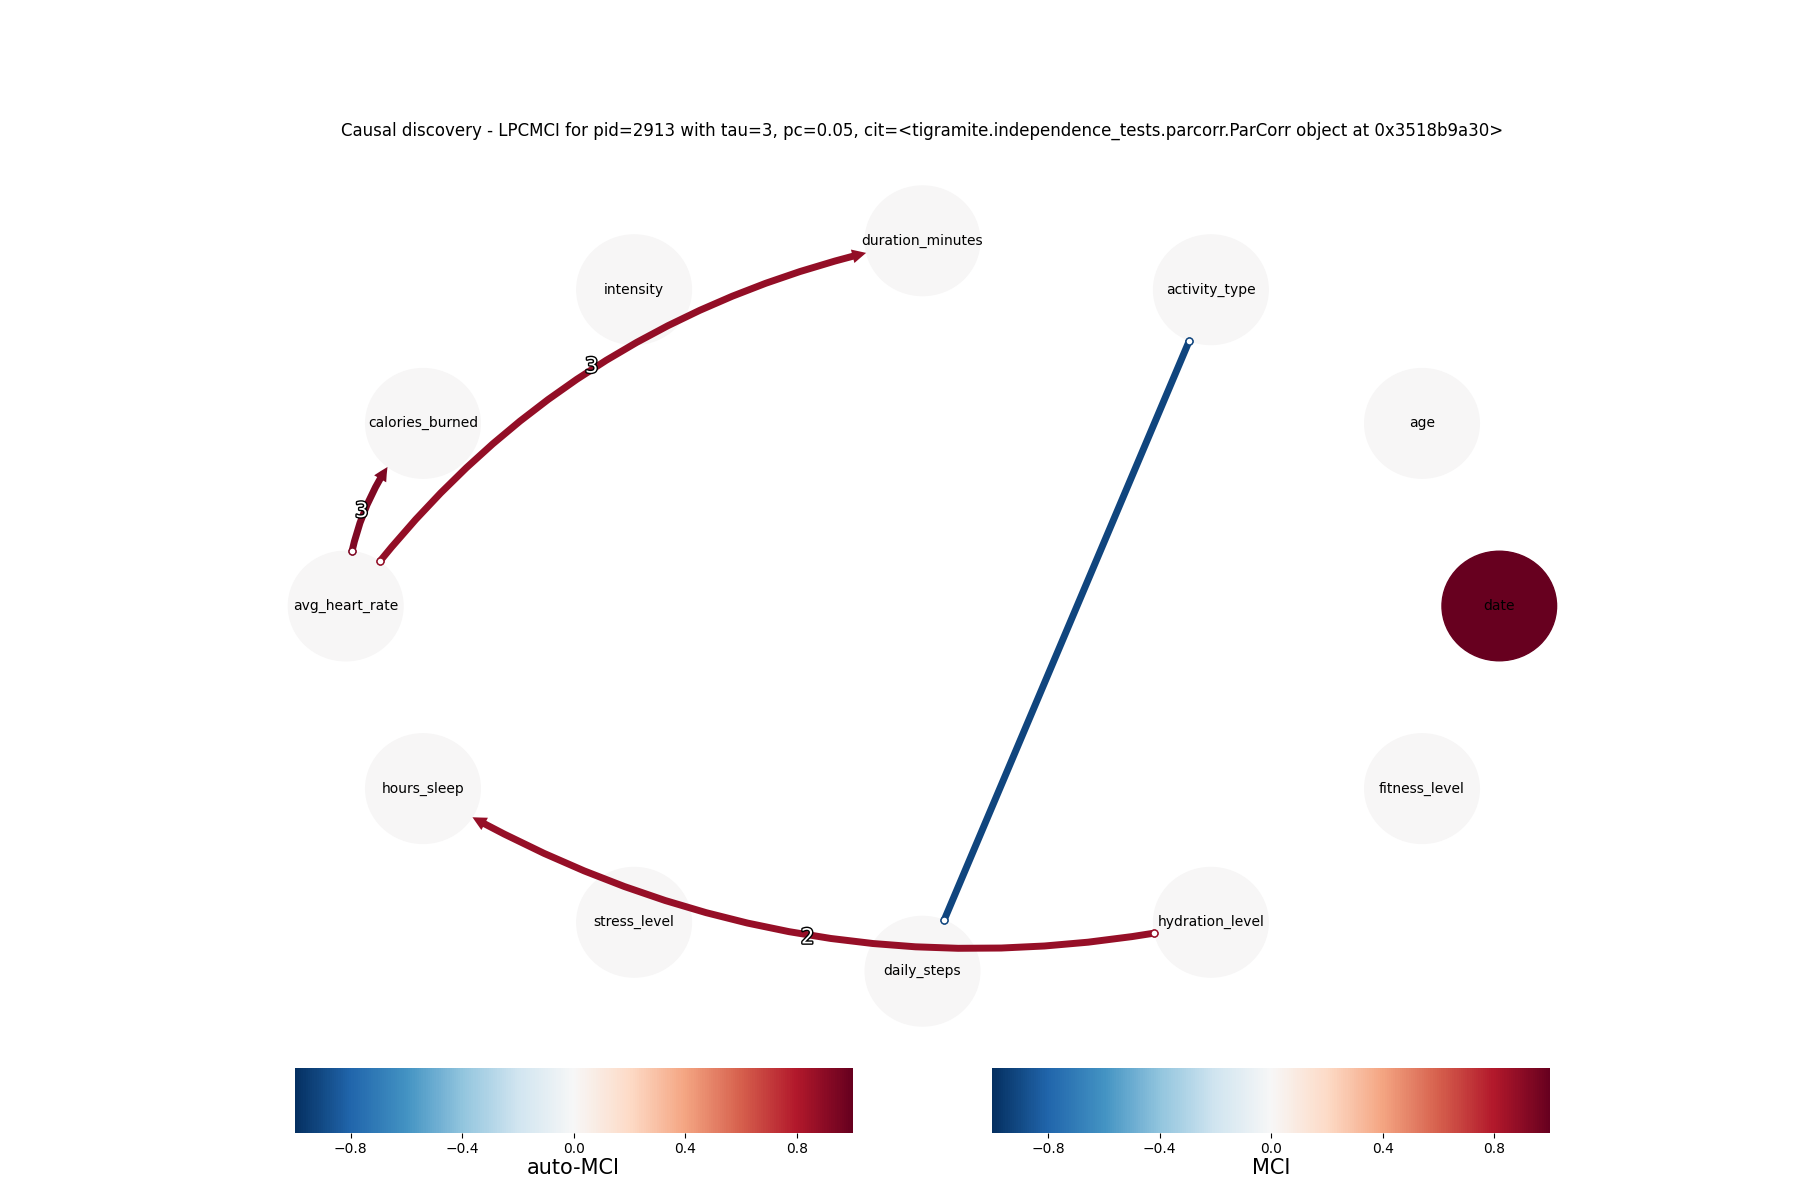 Causal discovery - LPCMCI for pid=2913 with tau=3, pc=0.05, cit=<tigramite.independence_tests.parcorr.ParCorr object at 0x3518b9a30>
duration_minutes
intensity
activity_type
3
calories_burned
age
3
avg_heart_rate
date
hours_sleep
fitness_level
stress_level
2
hydration_level
daily_steps
−0.8 −0.4 0.0 0.4 0.8
auto-MCI
−0.8 −0.4 0.0 0.4 0.8
MCI